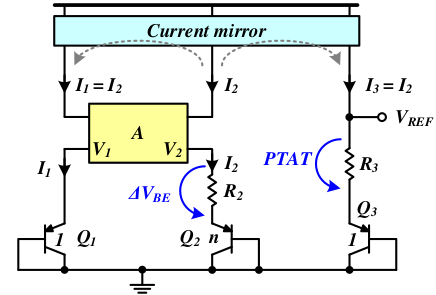 Current mirror
I1 = I2
I2
I3 = I2
A
VREF
V1 V2
I1
I2
PTAT
R3
ΔVBE
R2
Q3
1 Q1
Q2 n
1